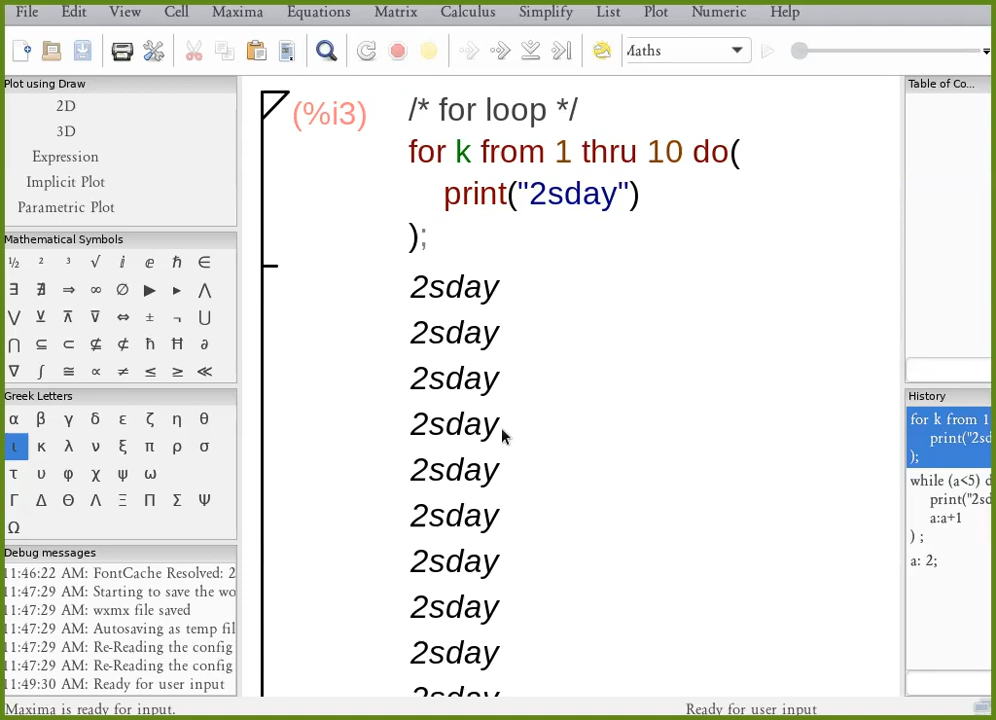 File Edit View Cell Maxima Equations Matrix Calculus Simplify List Plot Numeric Help
Maths
Plot using Draw
2D
3D
Expression
Implicit Plot
Parametric Plot
Mathematical Symbols
½ ² ³ √ ⅈ ⅇ ℏ ∈
∃ ∄ ⇒ ∞ ∅ ▶ ▸ ⋀
⋁ ⊻ ⊼ ⊽ ⇔ ± ¬ ⋃
⋂ ⊆ ⊂ ⊈ ⊄ ħ Ħ ∂
∇ ∫ ≅ ∝ ≠ ≤ ≥ ≪
Greek Letters
α β γ δ ε ζ η θ
ι κ λ ν ξ π ρ σ
τ υ φ χ ψ ω
Γ Δ Θ Λ Ξ Π Σ Ψ
Ω
Debug messages
11:46:22 AM: FontCache Resolved: 2
11:47:29 AM: Starting to save the wo
11:47:29 AM: wxmx file saved
11:47:29 AM: Autosaving as temp fil
11:47:29 AM: Re-Reading the config
11:47:29 AM: Re-Reading the config
11:49:30 AM: Ready for user input
(%i3) /* for loop */
for k from 1 thru 10 do(
print("2sday")
);
2sday
2sday
2sday
2sday
2sday
2sday
2sday
2sday
2sday
2sday
Table of Co...
History
for k from 1
print("2sd
);
while (a<5) d
print("2sd
a:a+1
) ;
a: 2;
Maxima is ready for input. Ready for user input